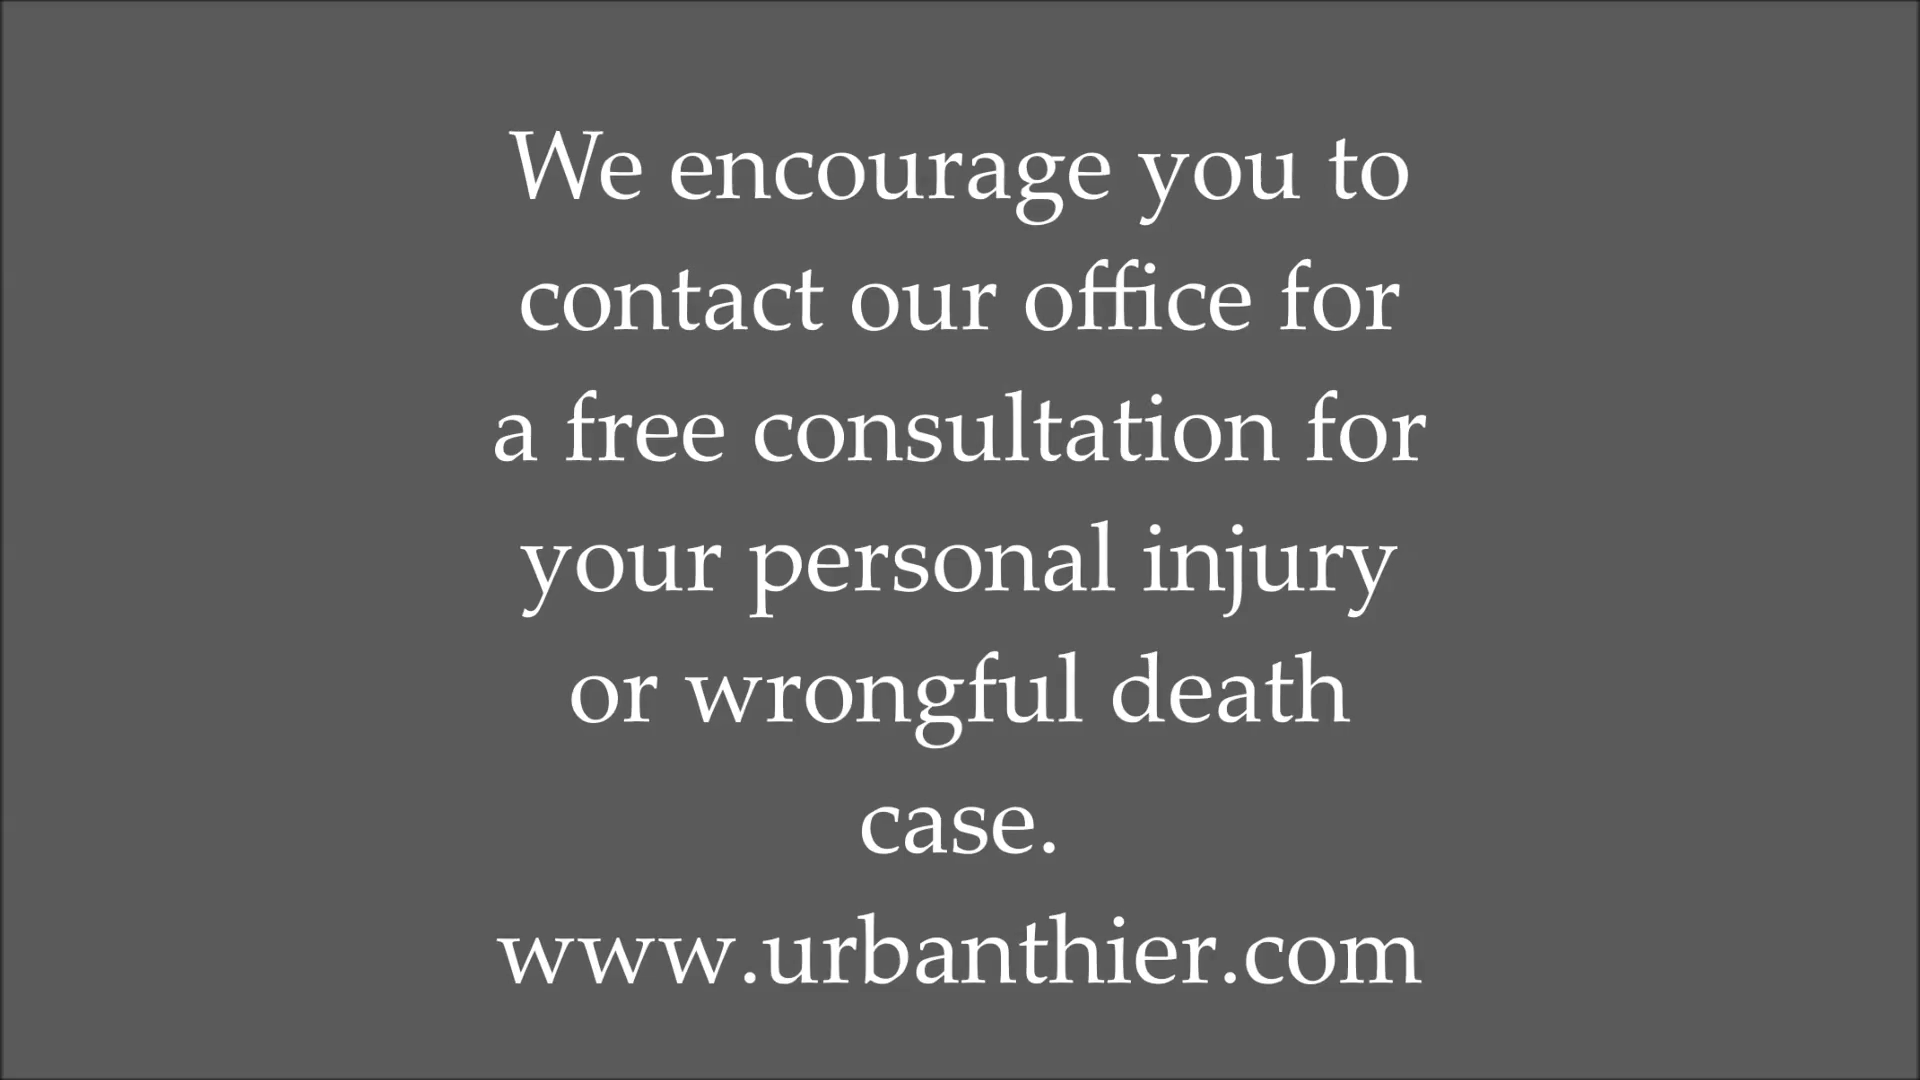 We encourage you to
contact our office for
a free consultation for
your personal injury
or wrongful death
case.
www.urbanthier.com